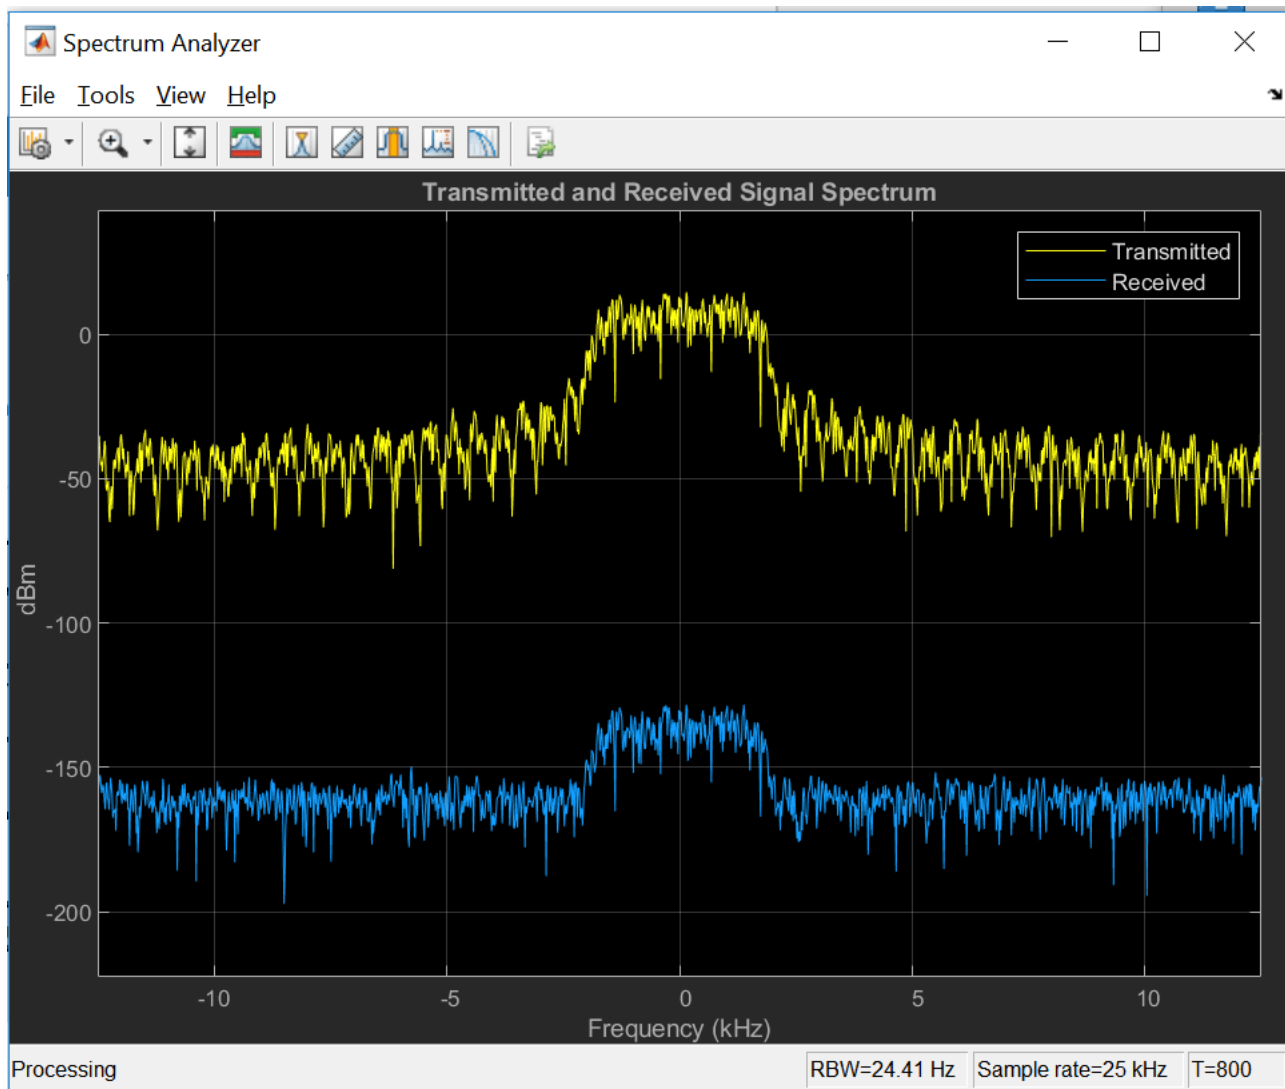 Spectrum Analyzer
File Tools View Help
Transmitted and Received Signal Spectrum
Transmitted
Received
0
-50
-100
-150
-200
dBm
-10 -5 0 5 10
Frequency (kHz)
Processing RBW=24.41 Hz Sample rate=25 kHz T=800